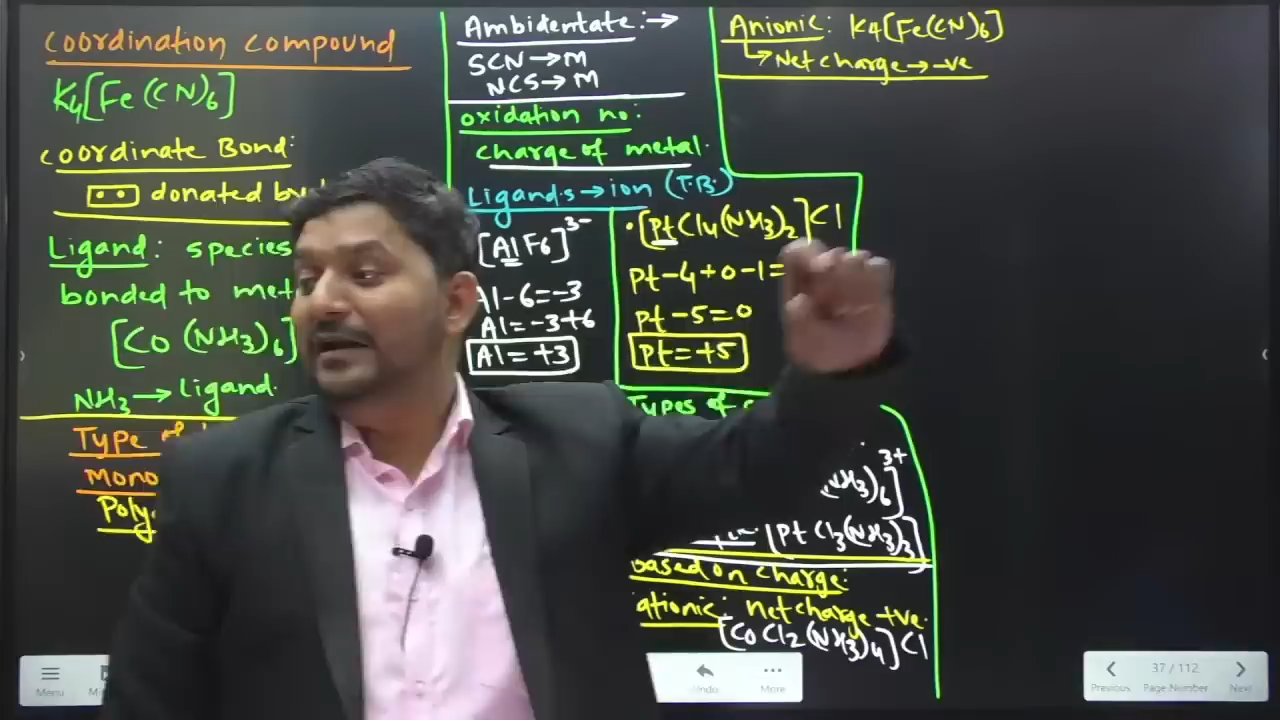 Coordination compound
K4[Fe(CN)6]
Coordinate Bond:
donated by
Ligand: species
bonded to met
[Co (NH3)6]
NH3→Ligand.
Type of
Mono
Poly
Ambidentate:→
SCN→M
NCS→M
oxidation no:
charge of metal.
Ligands→ion (T.B.)
[AlF6]3-
Al-6=-3
Al=-3+6
Al=+3
•[PtCl4(NH3)2]Cl
Pt-4+0-1=
Pt-5=0
Pt=+5
Types of
(NH3)6]3+
[Pt Cl3(NH3)3]
based on charge:
ationic: net charge +ve.
[CoCl2(NH3)4]Cl
Anionic: K4[Fe(CN)6]
↳Net charge→-ve
Menu
Undo
More
Previous
37 / 112
Page Number
Next